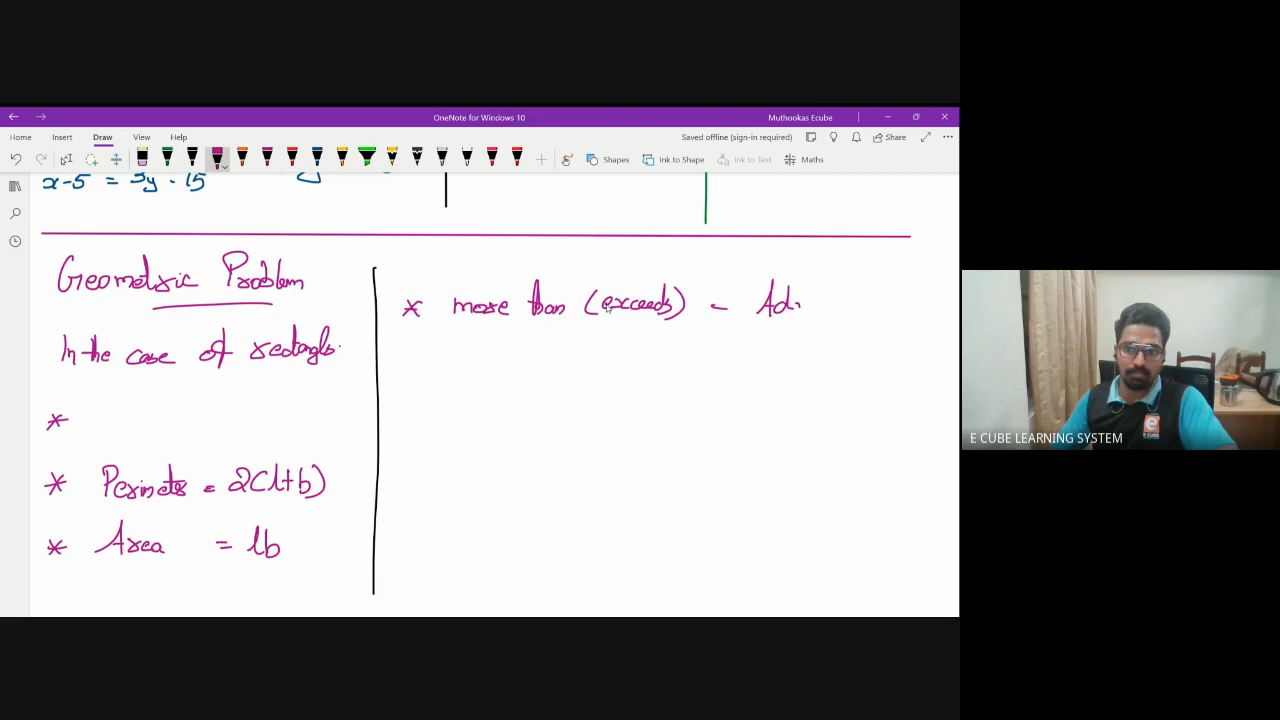 OneNote for Windows 10
Muthookas Ecube
Home Insert Draw View Help
Saved offline (sign-in required)
Share
Shapes
Ink to Shape
Ink to Text
Maths
x-5 = 3y - 15
Geometric Problem
In the case of rectangle.
*
* Perimeter = 2(l+b)
* Area = lb
* more than (exceeds) - Ad
E CUBE LEARNING SYSTEM